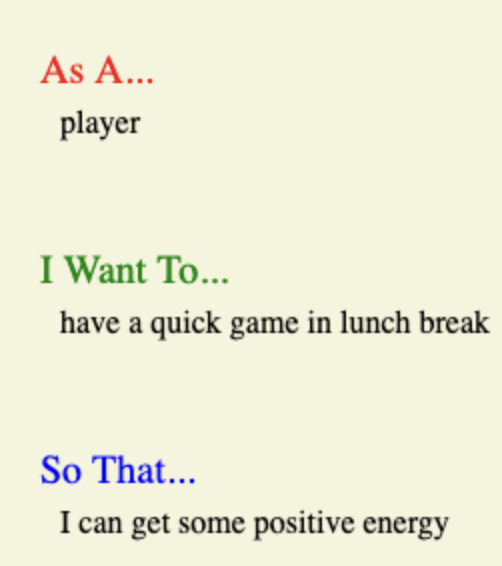 As A...
player
I Want To...
have a quick game in lunch break
So That...
I can get some positive energy